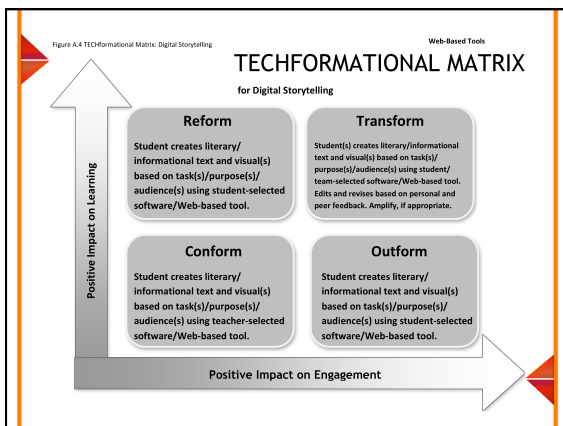 Figure A.4 TECHformational Matrix: Digital Storytelling
Web-Based Tools
TECHFORMATIONAL MATRIX
for Digital Storytelling
Positive Impact on Learning
Reform
Student creates literary/
informational text and visual(s)
based on task(s)/purpose(s)/
audience(s) using student-selected
software/Web-based tool.
Transform
Student(s) creates literary/informational
text and visual(s) based on task(s)/
purpose(s)/audience(s) using student/
team-selected software/Web-based tool.
Edits and revises based on personal and
peer feedback. Amplify, if appropriate.
Conform
Student creates literary/
informational text and visual(s)
based on task(s)/purpose(s)/
audience(s) using teacher-selected
software/Web-based tool.
Outform
Student creates literary/
informational text and visual(s)
based on task(s)/purpose(s)/
audience(s) using student-selected
software/Web-based tool.
Positive Impact on Engagement